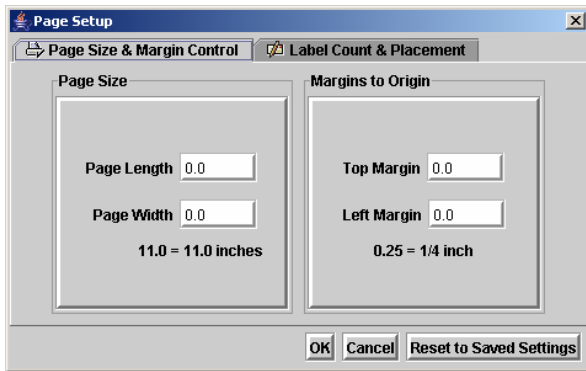 Page Setup
Page Size & Margin Control
Label Count & Placement
Page Size
Page Length 0.0
Page Width 0.0
11.0 = 11.0 inches
Margins to Origin
Top Margin 0.0
Left Margin 0.0
0.25 = 1/4 inch
OK Cancel Reset to Saved Settings